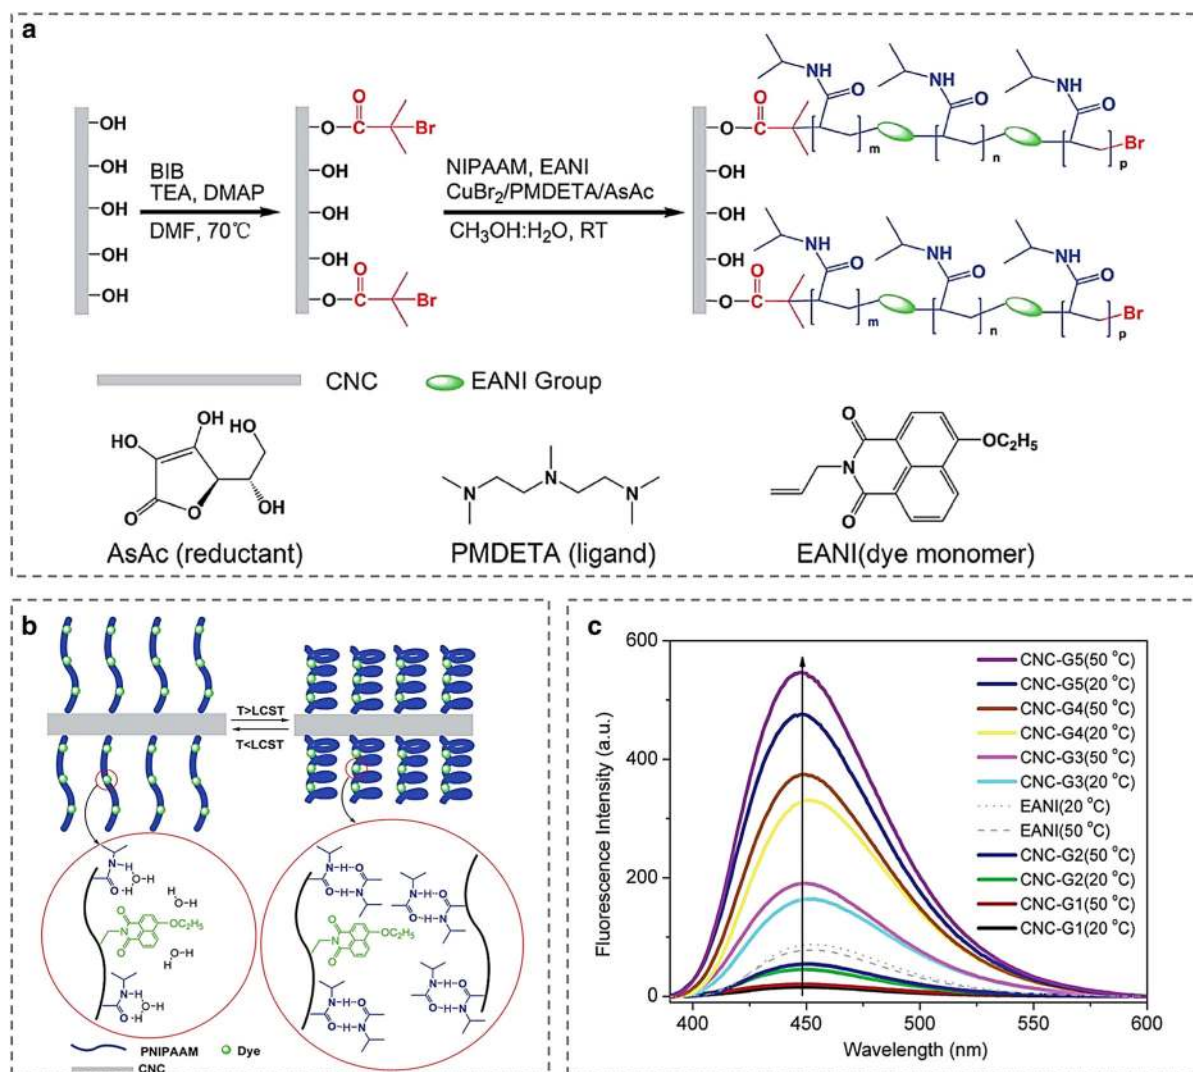 a
OH
OH
OH
OH
OH
BIB
TEA, DMAP
DMF, 70℃
O
O C Br
OH
OH
OH
O
O C Br
NIPAAM, EANI
CuBr2/PMDETA/AsAc
CH3OH:H2O, RT
NH NH NH
O O O
O
O C Br
m n p
OH
OH
OH
NH NH NH
O O O
O
O C Br
m n p
CNC
EANI Group
OH
HO HO
O O OH
AsAc (reductant)
N N N
PMDETA (ligand)
O
N OC2H5
O
EANI(dye monomer)
b
T>LCST
T<LCST
N-H
O H O-H
H O-H
O
N OC2H5
O
H O-H
N-H
O H O-H
N-H O
O H-N
N-H O
O H-N
O
N OC2H5
O
N-H O
O H-N
N-H O
O H-N
PNIPAAM Dye
CNC
c
600
400
200
0
400 450 500 550 600
Fluorescence Intensity (a.u.)
Wavelength (nm)
CNC-G5(50 °C)
CNC-G5(20 °C)
CNC-G4(50 °C)
CNC-G4(20 °C)
CNC-G3(50 °C)
CNC-G3(20 °C)
EANI(20 °C)
EANI(50 °C)
CNC-G2(50 °C)
CNC-G2(20 °C)
CNC-G1(50 °C)
CNC-G1(20 °C)